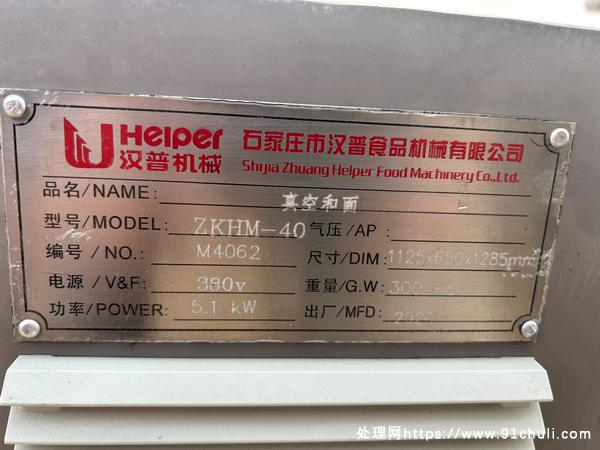 Helper
汉普机械
石家庄市汉普食品机械有限公司
Shijia Zhuang Helper Food Machinery Co.,Ltd.
品名/NAME: 真空和面
型号/MODEL: ZKHM-40 气压/AP:
编号/NO.: M4062 尺寸/DIM: 1125x650x1285mm
电源/V&F: 380v 重量/G.W: 300
功率/POWER: 5.1 kW 出厂/MFD:
处理网https://www.91chuli.com/